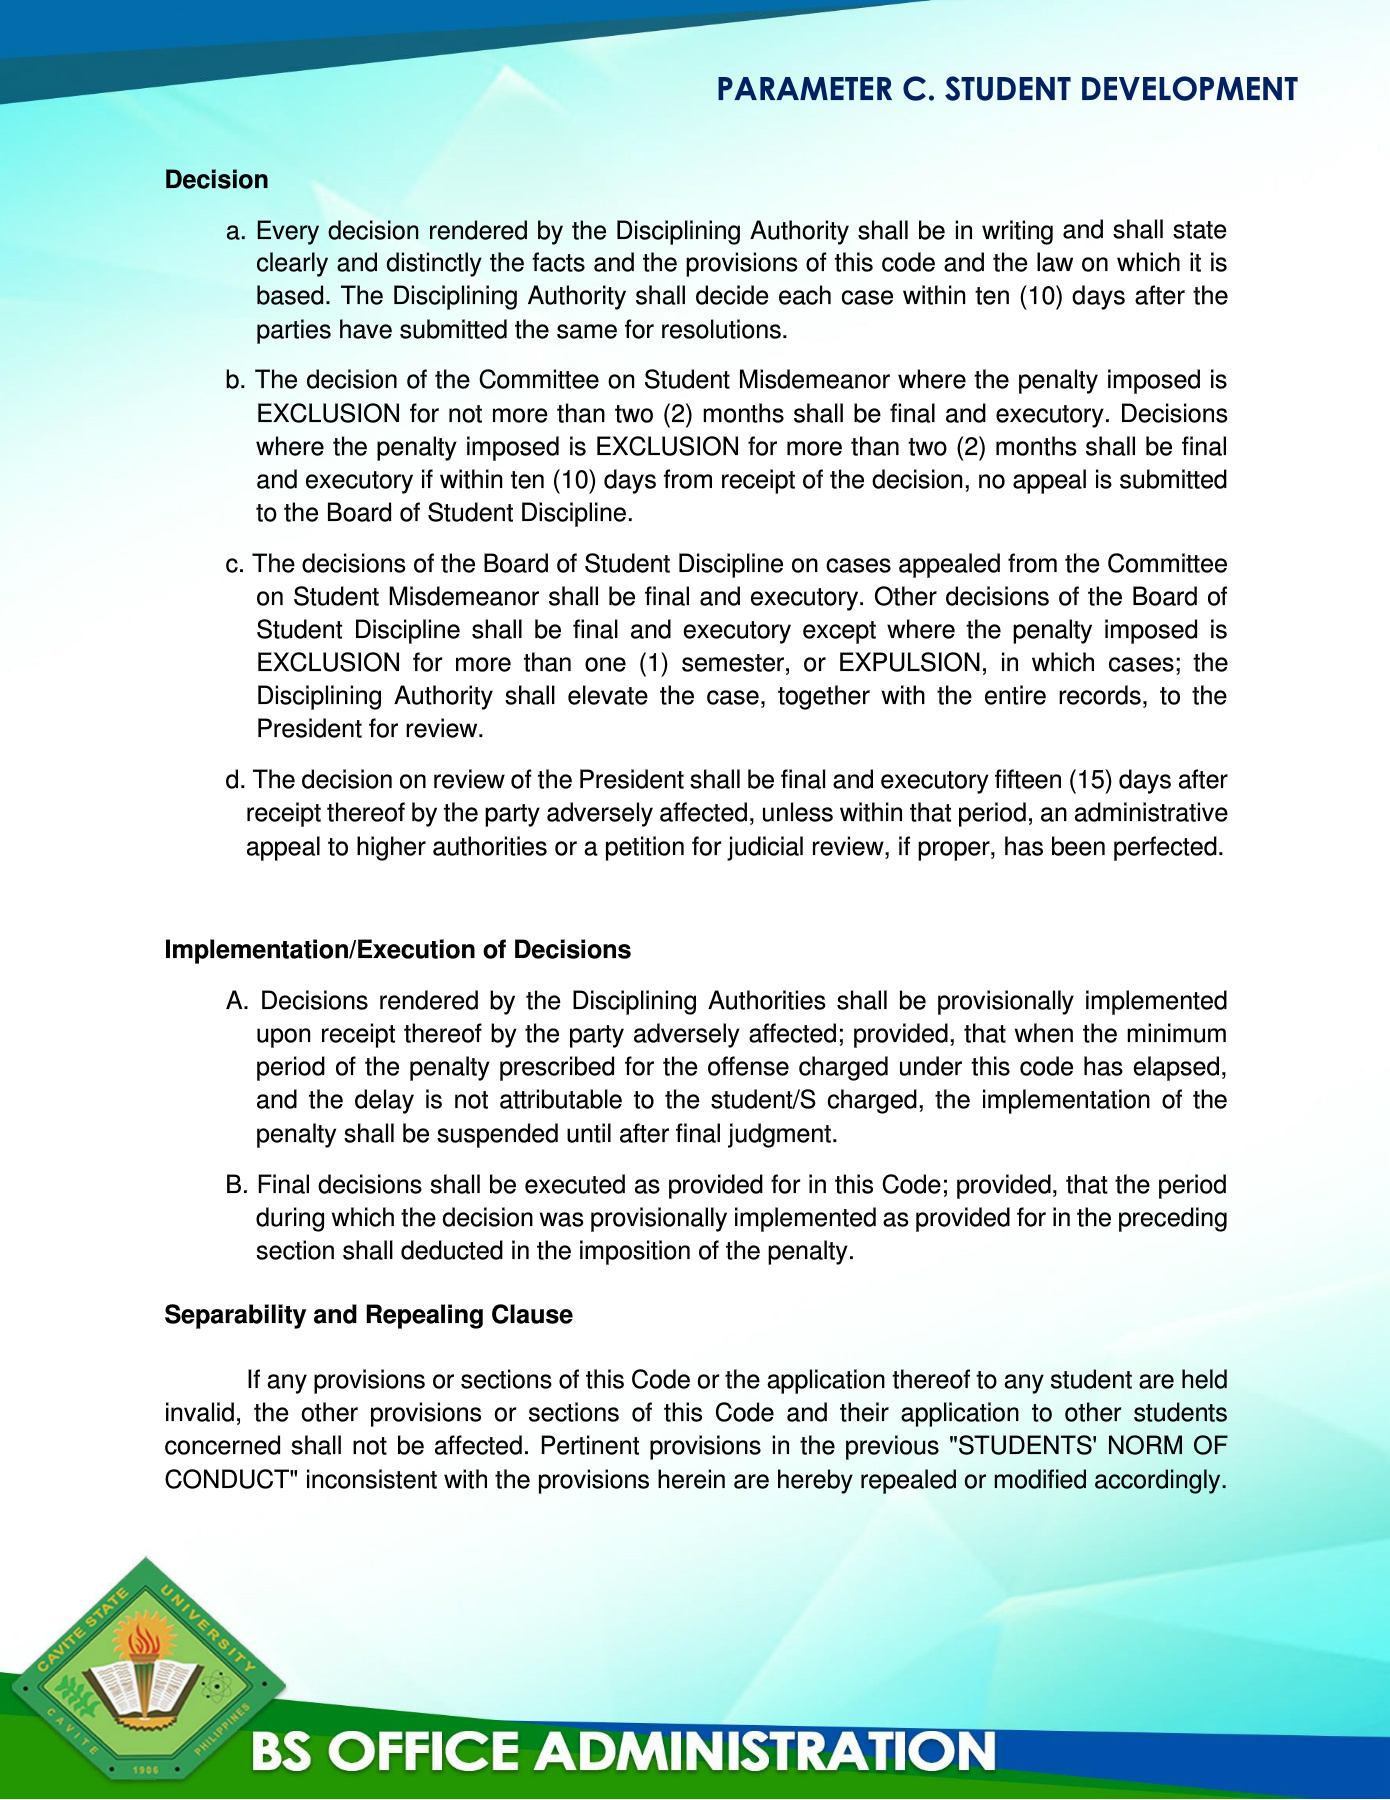 PARAMETER C. STUDENT DEVELOPMENT
Decision
a. Every decision rendered by the Disciplining Authority shall be in writing and shall state
clearly and distinctly the facts and the provisions of this code and the law on which it is
based. The Disciplining Authority shall decide each case within ten (10) days after the
parties have submitted the same for resolutions.
b. The decision of the Committee on Student Misdemeanor where the penalty imposed is
EXCLUSION for not more than two (2) months shall be final and executory. Decisions
where the penalty imposed is EXCLUSION for more than two (2) months shall be final
and executory if within ten (10) days from receipt of the decision, no appeal is submitted
to the Board of Student Discipline.
c. The decisions of the Board of Student Discipline on cases appealed from the Committee
on Student Misdemeanor shall be final and executory. Other decisions of the Board of
Student Discipline shall be final and executory except where the penalty imposed is
EXCLUSION for more than one (1) semester, or EXPULSION, in which cases; the
Disciplining Authority shall elevate the case, together with the entire records, to the
President for review.
d. The decision on review of the President shall be final and executory fifteen (15) days after
receipt thereof by the party adversely affected, unless within that period, an administrative
appeal to higher authorities or a petition for judicial review, if proper, has been perfected.
Implementation/Execution of Decisions
A. Decisions rendered by the Disciplining Authorities shall be provisionally implemented
upon receipt thereof by the party adversely affected; provided, that when the minimum
period of the penalty prescribed for the offense charged under this code has elapsed,
and the delay is not attributable to the student/S charged, the implementation of the
penalty shall be suspended until after final judgment.
B. Final decisions shall be executed as provided for in this Code; provided, that the period
during which the decision was provisionally implemented as provided for in the preceding
section shall deducted in the imposition of the penalty.
Separability and Repealing Clause
If any provisions or sections of this Code or the application thereof to any student are held
invalid, the other provisions or sections of this Code and their application to other students
concerned shall not be affected. Pertinent provisions in the previous "STUDENTS' NORM OF
CONDUCT" inconsistent with the provisions herein are hereby repealed or modified accordingly.
CAVITE STATE UNIVERSITY
CAVITE PHILIPPINES
1906
BS OFFICE ADMINISTRATION